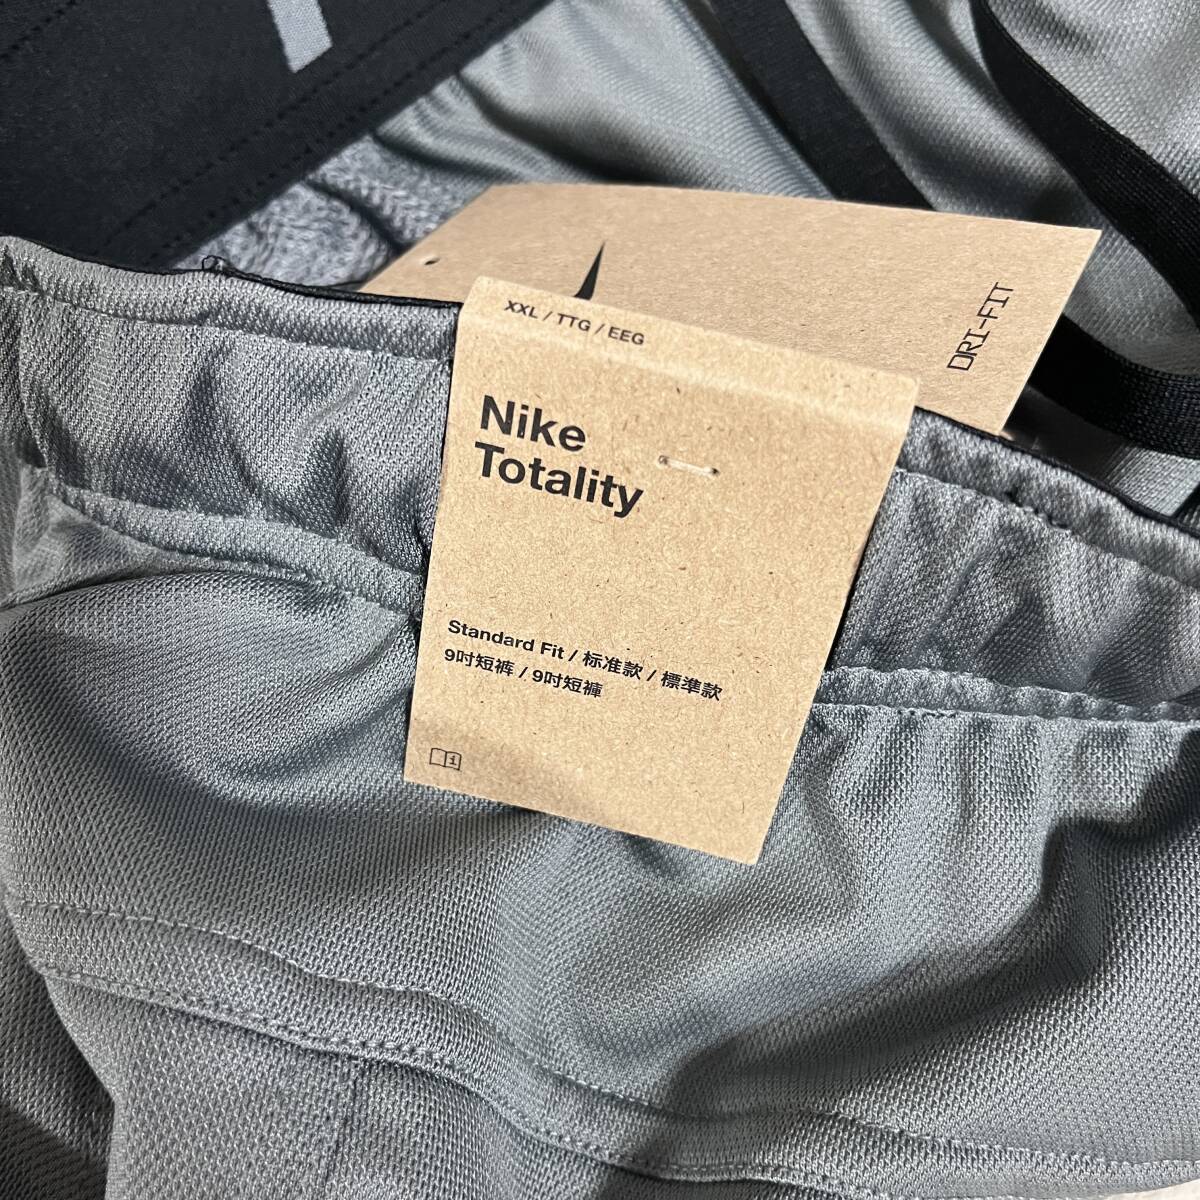 XXL / TTG / EEG
Nike
Totality
Standard Fit / 标准款 / 標準款
9吋短裤 / 9吋短褲
DRI-FIT